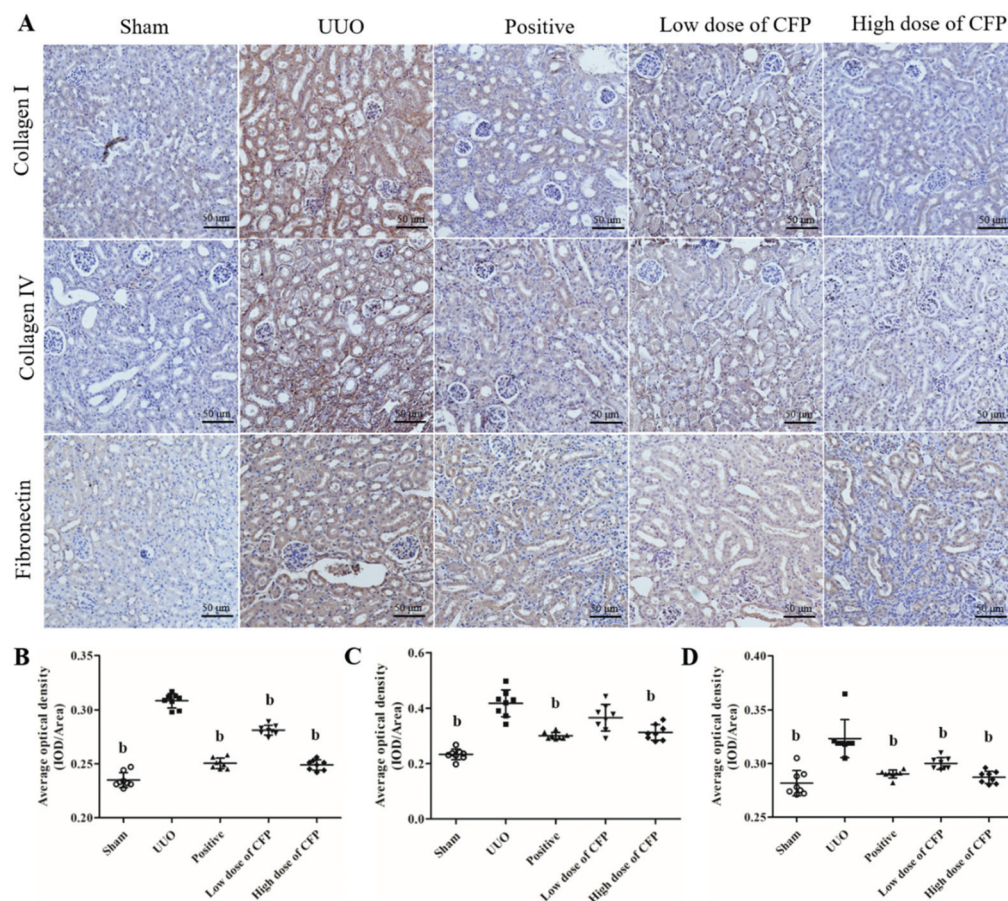 A
Sham UUO Positive Low dose of CFP High dose of CFP
Collagen I
50 μm 50 μm 50 μm 50 μm 50 μm
Collagen IV
50 μm 50 μm 50 μm 50 μm 50 μm
Fibronectin
50 μm 50 μm 50 μm 50 μm 50 μm
B
Average optical density
(IOD/Area)
0.35
0.30
0.25
0.20
b b b b
Sham UUO Positive Low dose of CFP High dose of CFP
C
Average optical density
(IOD/Area)
0.6
0.4
0.2
0.0
b b b
Sham UUO Positive Low dose of CFP High dose of CFP
D
Average optical density
(IOD/Area)
0.40
0.35
0.30
0.25
b b b b
Sham UUO Positive Low dose of CFP High dose of CFP